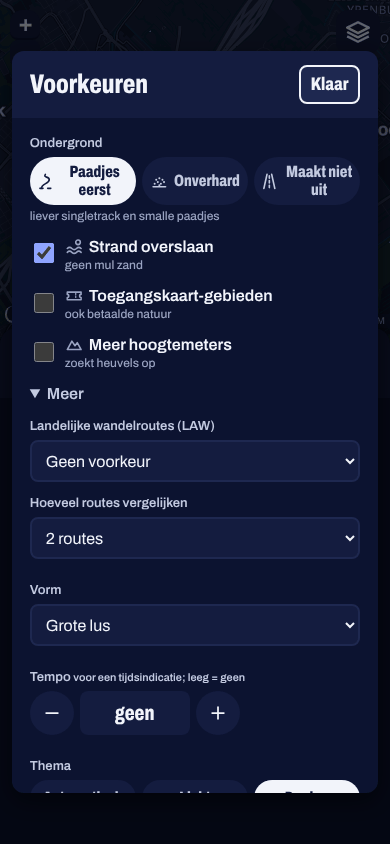 Voorkeuren
Klaar
Ondergrond
Paadjes
eerst
Onverhard
Maakt niet
uit
liever singletrack en smalle paadjes
Strand overslaan
geen mul zand
Toegangskaart-gebieden
ook betaalde natuur
Meer hoogtemeters
zoekt heuvels op
Meer
Landelijke wandelroutes (LAW)
Geen voorkeur
Hoeveel routes vergelijken
2 routes
Vorm
Grote lus
Tempo voor een tijdsindicatie; leeg = geen
− geen +
Thema